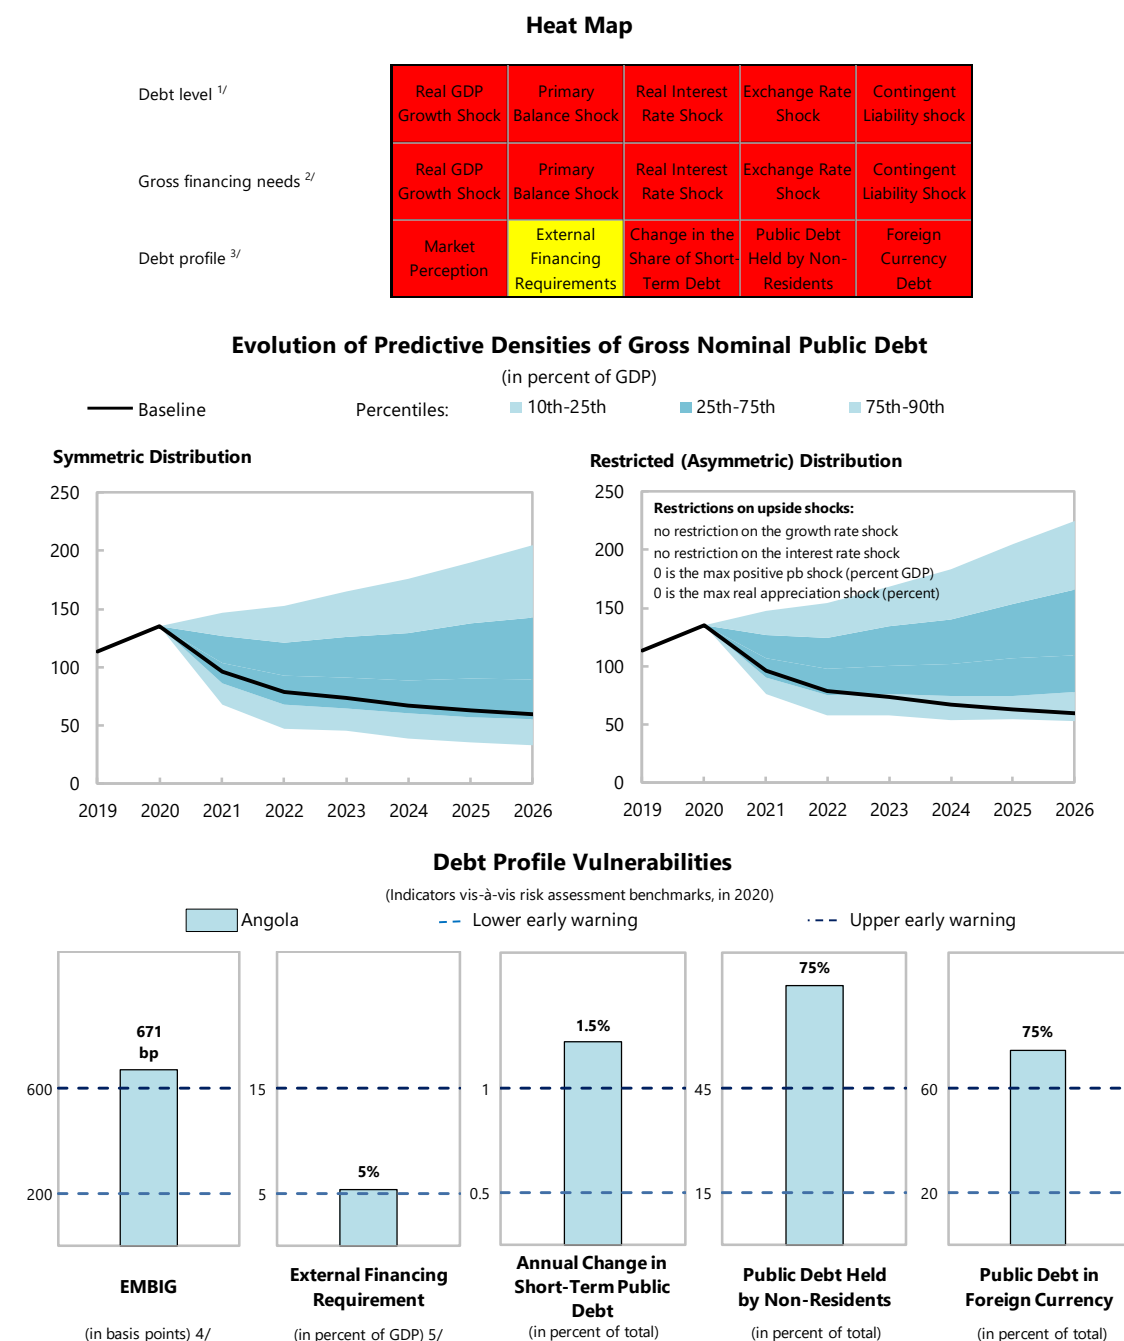 Heat Map
Debt level 1/
Real GDP Growth Shock
Primary Balance Shock
Real Interest Rate Shock
Exchange Rate Shock
Contingent Liability shock
Gross financing needs 2/
Real GDP Growth Shock
Primary Balance Shock
Real Interest Rate Shock
Exchange Rate Shock
Contingent Liability Shock
Debt profile 3/
Market Perception
External Financing Requirements
Change in the Share of Short-Term Debt
Public Debt Held by Non-Residents
Foreign Currency Debt
Evolution of Predictive Densities of Gross Nominal Public Debt
(in percent of GDP)
Baseline
Percentiles:
10th-25th
25th-75th
75th-90th
Symmetric Distribution
250
200
150
100
50
0
2019 2020 2021 2022 2023 2024 2025 2026
Restricted (Asymmetric) Distribution
Restrictions on upside shocks:
no restriction on the growth rate shock
no restriction on the interest rate shock
0 is the max positive pb shock (percent GDP)
0 is the max real appreciation shock (percent)
250
200
150
100
50
0
2019 2020 2021 2022 2023 2024 2025 2026
Debt Profile Vulnerabilities
(Indicators vis-à-vis risk assessment benchmarks, in 2020)
Angola
Lower early warning
Upper early warning
671
bp
600
200
EMBIG
(in basis points) 4/
5%
15
5
External Financing
Requirement
(in percent of GDP) 5/
1.5%
1
0.5
Annual Change in
Short-Term Public
Debt
(in percent of total)
75%
45
15
Public Debt Held
by Non-Residents
(in percent of total)
75%
60
20
Public Debt in
Foreign Currency
(in percent of total)